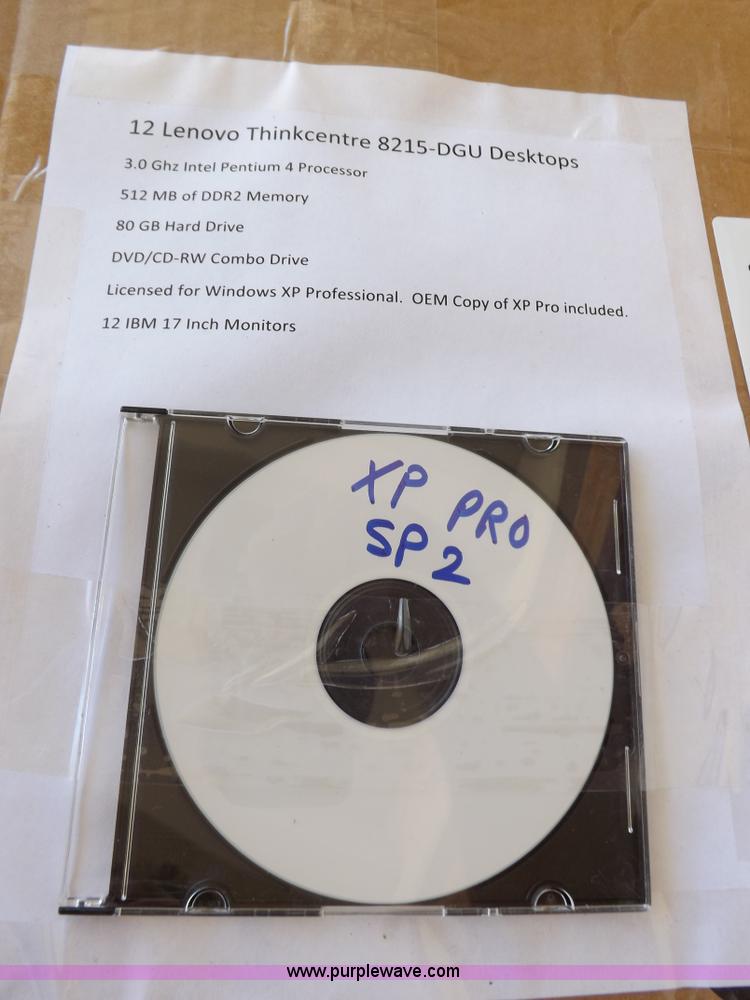 12 Lenovo Thinkcentre 8215-DGU Desktops
3.0 Ghz Intel Pentium 4 Processor
512 MB of DDR2 Memory
80 GB Hard Drive
DVD/CD-RW Combo Drive
Licensed for Windows XP Professional.  OEM Copy of XP Pro included.
12 IBM 17 Inch Monitors
XP PRO
SP2
www.purplewave.com